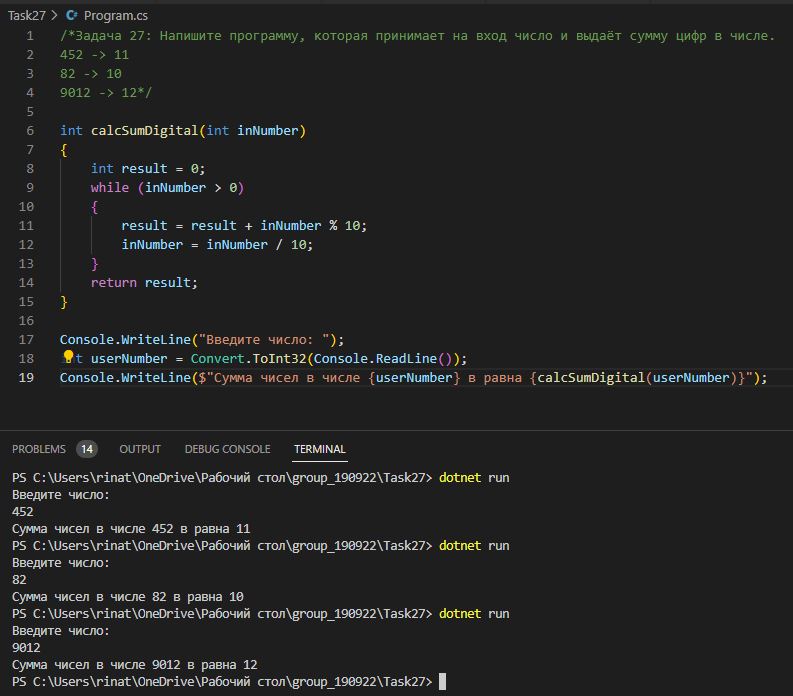 Task27 > C# Program.cs
1 /*Задача 27: Напишите программу, которая принимает на вход число и выдаёт сумму цифр в числе.
2 452 -> 11
3 82 -> 10
4 9012 -> 12*/
5
6 int calcSumDigital(int inNumber)
7 {
8     int result = 0;
9     while (inNumber > 0)
10     {
11         result = result + inNumber % 10;
12         inNumber = inNumber / 10;
13     }
14     return result;
15 }
16
17 Console.WriteLine("Введите число: ");
18 t userNumber = Convert.ToInt32(Console.ReadLine());
19 Console.WriteLine($"Сумма чисел в числе {userNumber} в равна {calcSumDigital(userNumber)}");
PROBLEMS 14 OUTPUT DEBUG CONSOLE TERMINAL
PS C:\Users\rinat\OneDrive\Рабочий стол\group_190922\Task27> dotnet run
Введите число:
452
Сумма чисел в числе 452 в равна 11
PS C:\Users\rinat\OneDrive\Рабочий стол\group_190922\Task27> dotnet run
Введите число:
82
Сумма чисел в числе 82 в равна 10
PS C:\Users\rinat\OneDrive\Рабочий стол\group_190922\Task27> dotnet run
Введите число:
9012
Сумма чисел в числе 9012 в равна 12
PS C:\Users\rinat\OneDrive\Рабочий стол\group_190922\Task27>